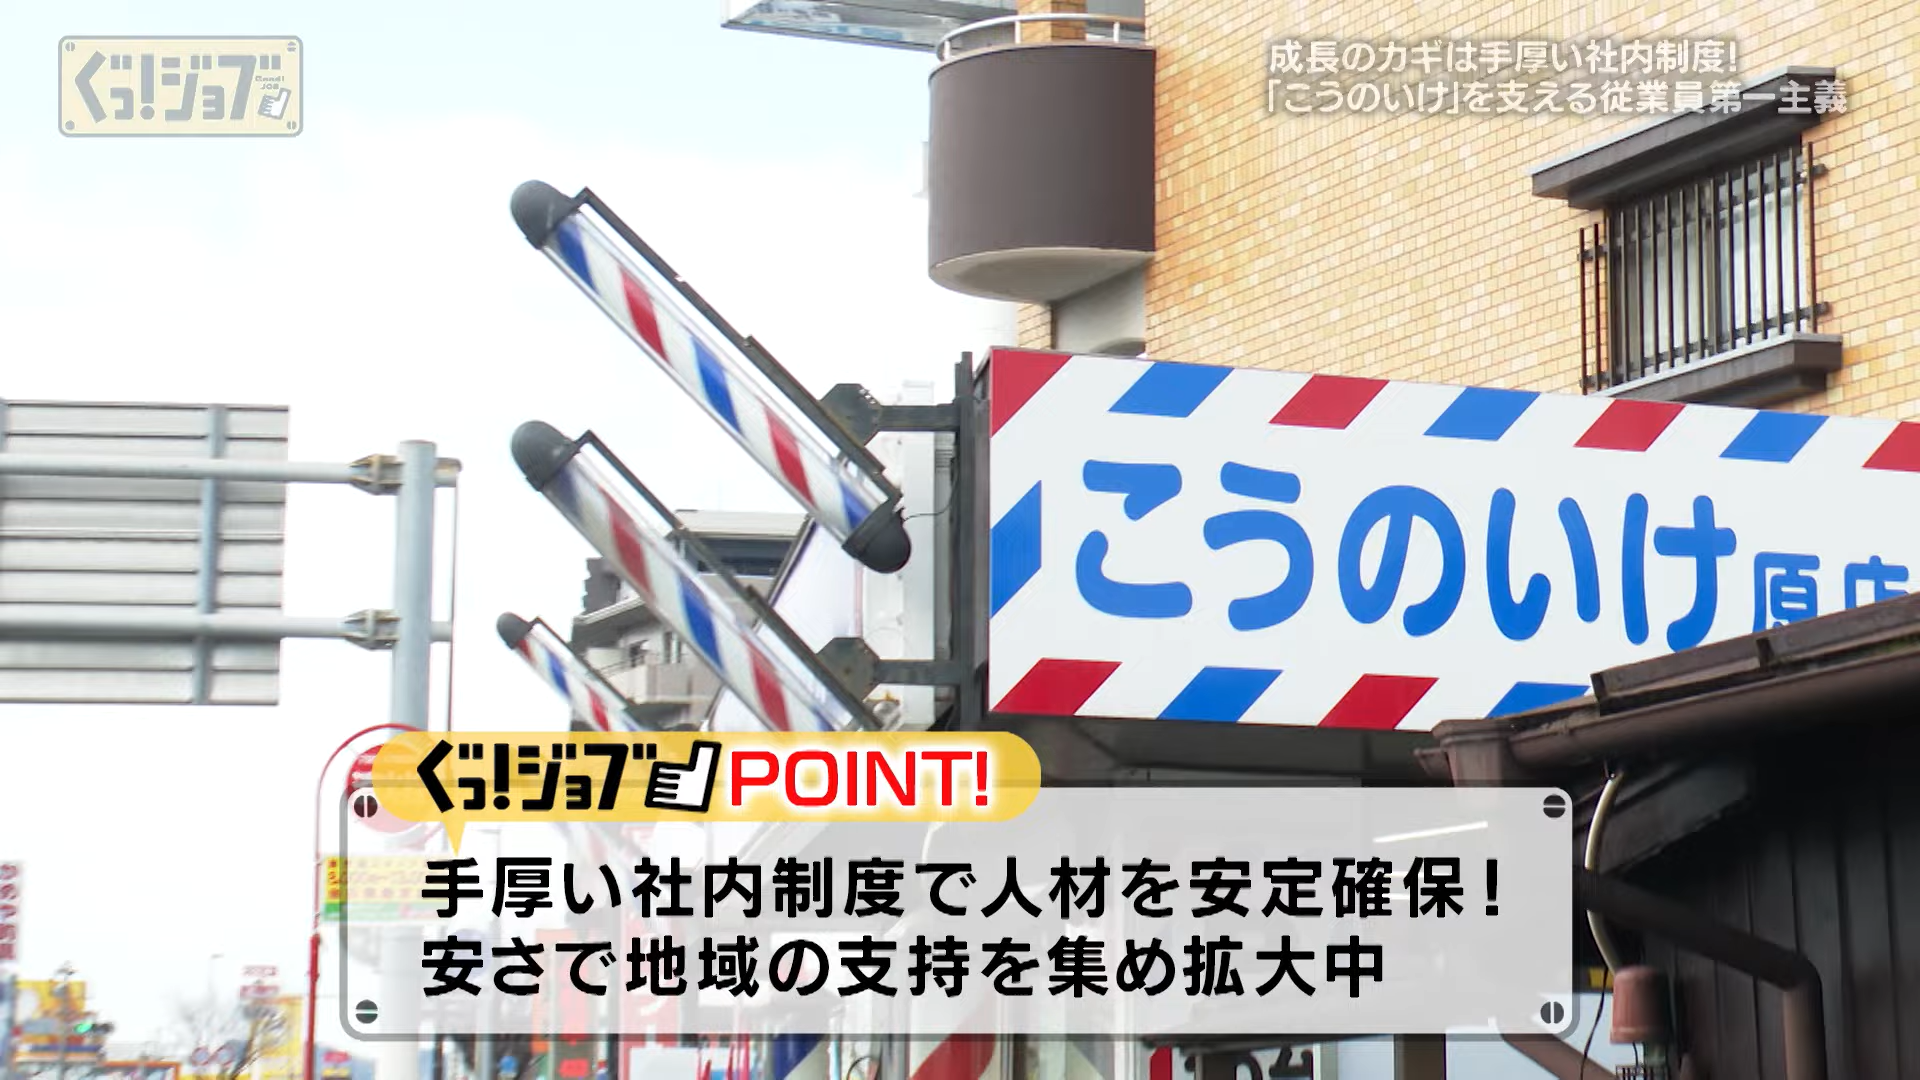 ぐっ!ジョブ
成長のカギは手厚い社内制度!
「こうのいけ」を支える従業員第一主義
こうのいけ 原店
ぐっ!ジョブ POINT!
手厚い社内制度で人材を安定確保!
安さで地域の支持を集め拡大中